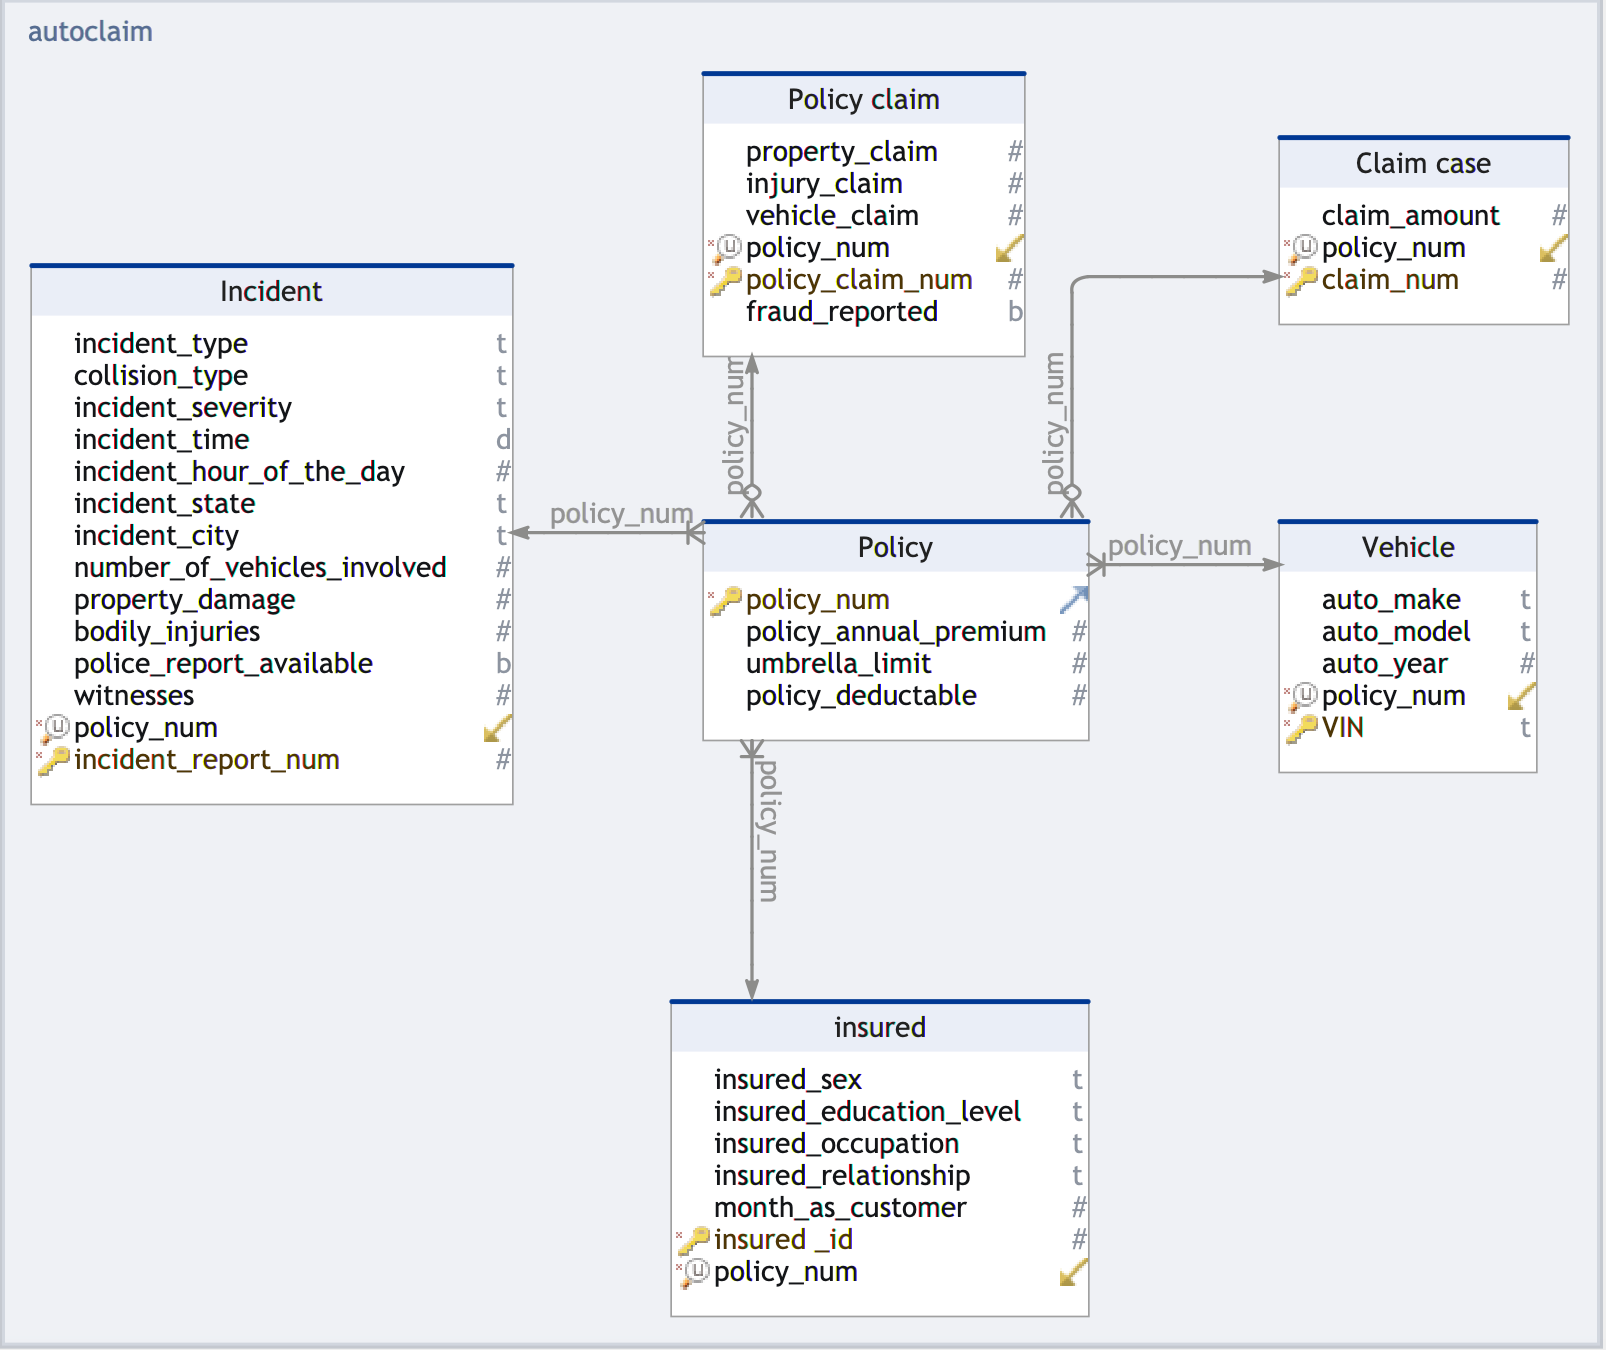 autoclaim
Policy claim
property_claim #
injury_claim #
vehicle_claim #
policy_num
policy_claim_num #
fraud_reported b
Claim case
claim_amount #
policy_num
claim_num #
Incident
incident_type t
collision_type t
incident_severity t
incident_time d
incident_hour_of_the_day #
incident_state t
incident_city t
number_of_vehicles_involved #
property_damage #
bodily_injuries #
police_report_available b
witnesses #
policy_num
incident_report_num #
policy_num
policy_num
policy_num
policy_num
policy_num
Policy
policy_num
policy_annual_premium #
umbrella_limit #
policy_deductable #
Vehicle
auto_make t
auto_model t
auto_year #
policy_num
VIN t
insured
insured_sex t
insured_education_level t
insured_occupation t
insured_relationship t
month_as_customer #
insured _id #
policy_num